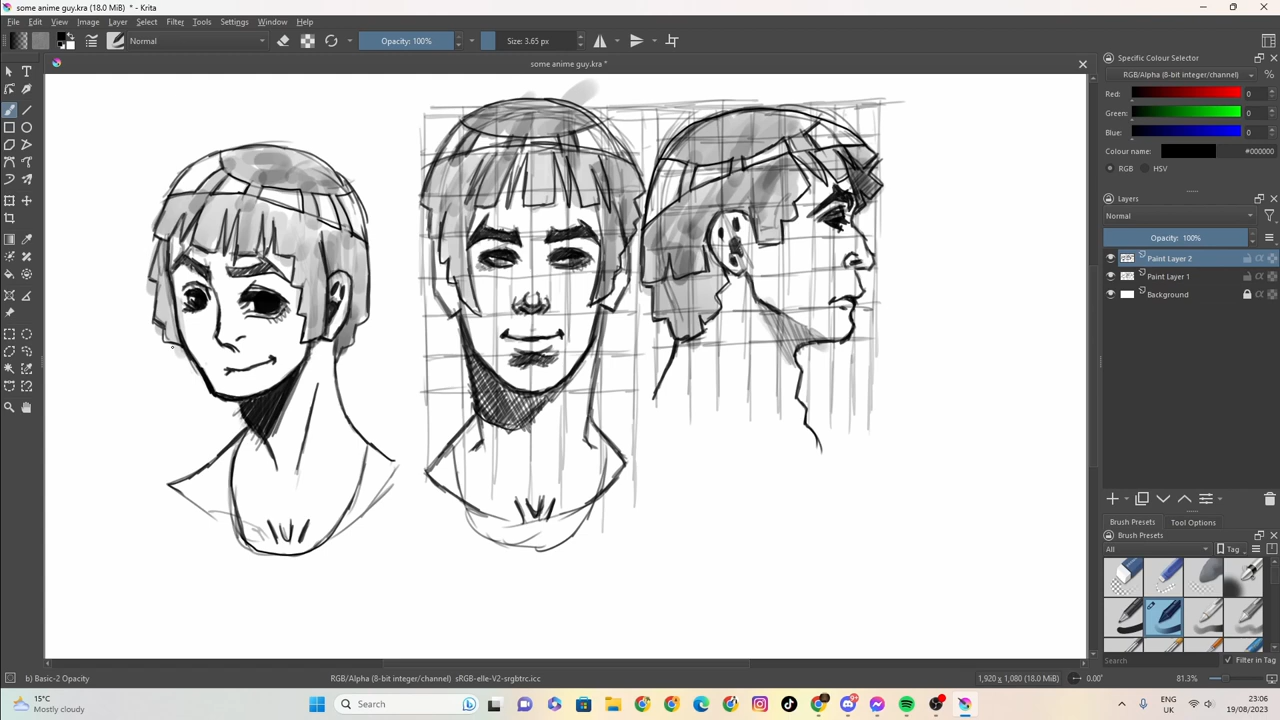 some anime guy.kra (18.0 MiB) * - Krita
File Edit View Image Layer Select Filter Tools Settings Window Help
Normal
Opacity: 100%
Size: 3.65 px
some anime guy.kra *
Specific Colour Selector
RGB/Alpha (8-bit integer/channel)
%
Red:
0
Green:
0
Blue:
0
Colour name:
#000000
RGB
HSV
Layers
Normal
Opacity: 100%
Paint Layer 2
Paint Layer 1
Background
Brush Presets
Tool Options
Brush Presets
All
Tag
Search
Filter in Tag
b) Basic-2 Opacity
RGB/Alpha (8-bit integer/channel) sRGB-elle-V2-srgbtrc.icc
1,920 x 1,080 (18.0 MiB)
0.00°
81.3%
15°C
Mostly cloudy
Search
ENG
UK
23:06
19/08/2023